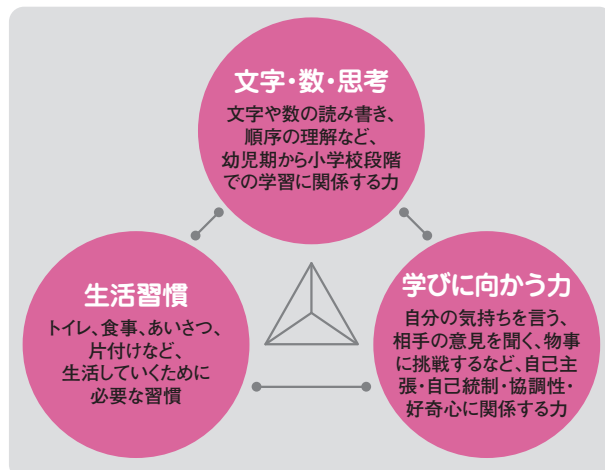 文字・数・思考
文字や数の読み書き、
順序の理解など、
幼児期から小学校段階
での学習に関係する力
生活習慣
トイレ、食事、あいさつ、
片付けなど、
生活していくために
必要な習慣
学びに向かう力
自分の気持ちを言う、
相手の意見を聞く、物事
に挑戦するなど、自己主
張・自己統制・協調性・
好奇心に関係する力